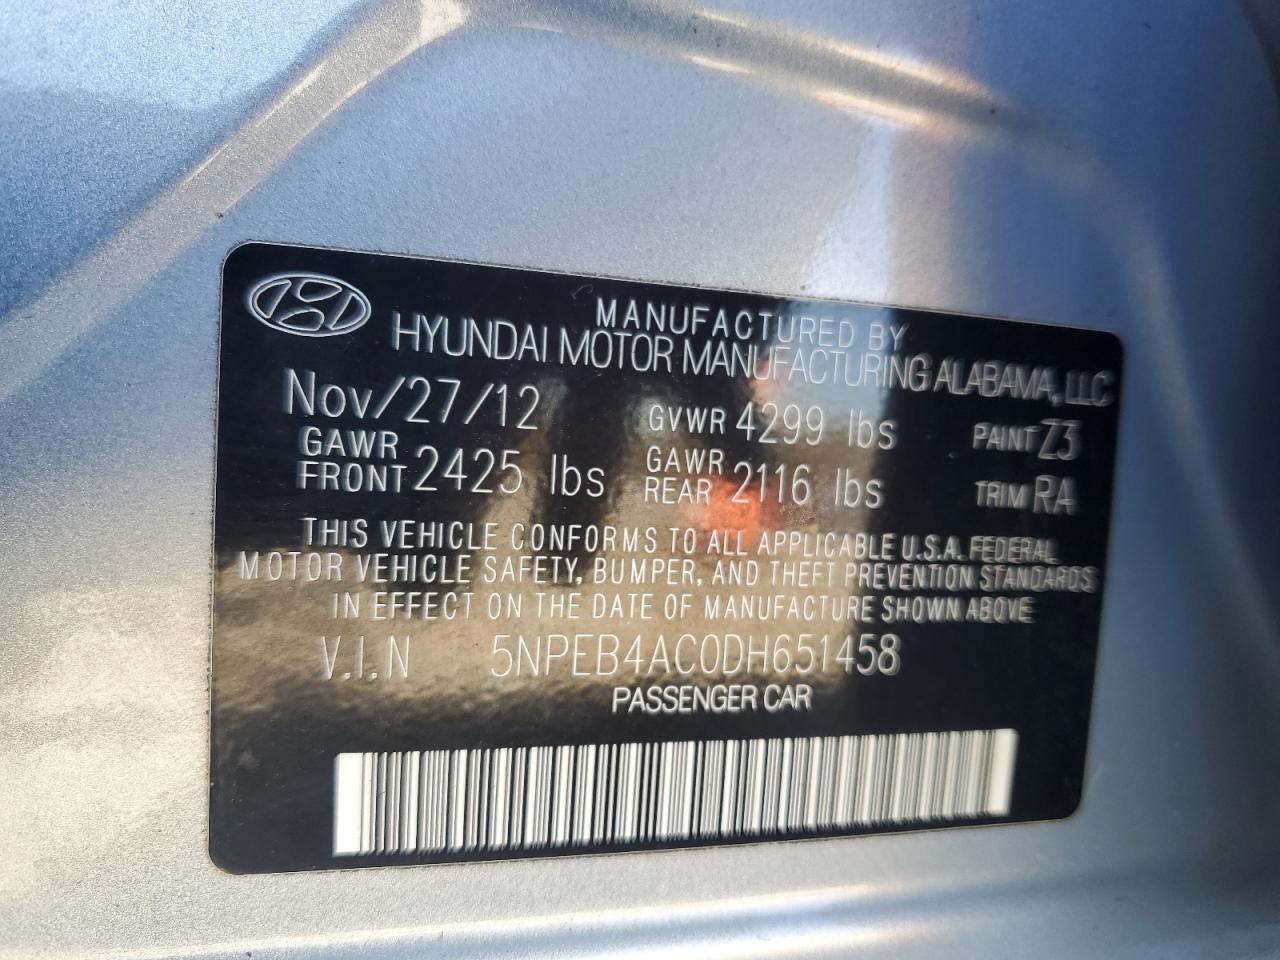 MANUFACTURED BY
HYUNDAI MOTOR MANUFACTURING ALABAMA, LLC
Nov/27/12 GVWR 4299 lbs PAINT Z3
GAWR FRONT 2425 lbs GAWR REAR 2116 lbs TRIM RA
THIS VEHICLE CONFORMS TO ALL APPLICABLE U.S.A. FEDERAL
MOTOR VEHICLE SAFETY, BUMPER, AND THEFT PREVENTION STANDARDS
IN EFFECT ON THE DATE OF MANUFACTURE SHOWN ABOVE
V.I.N 5NPEB4AC0DH651458
PASSENGER CAR